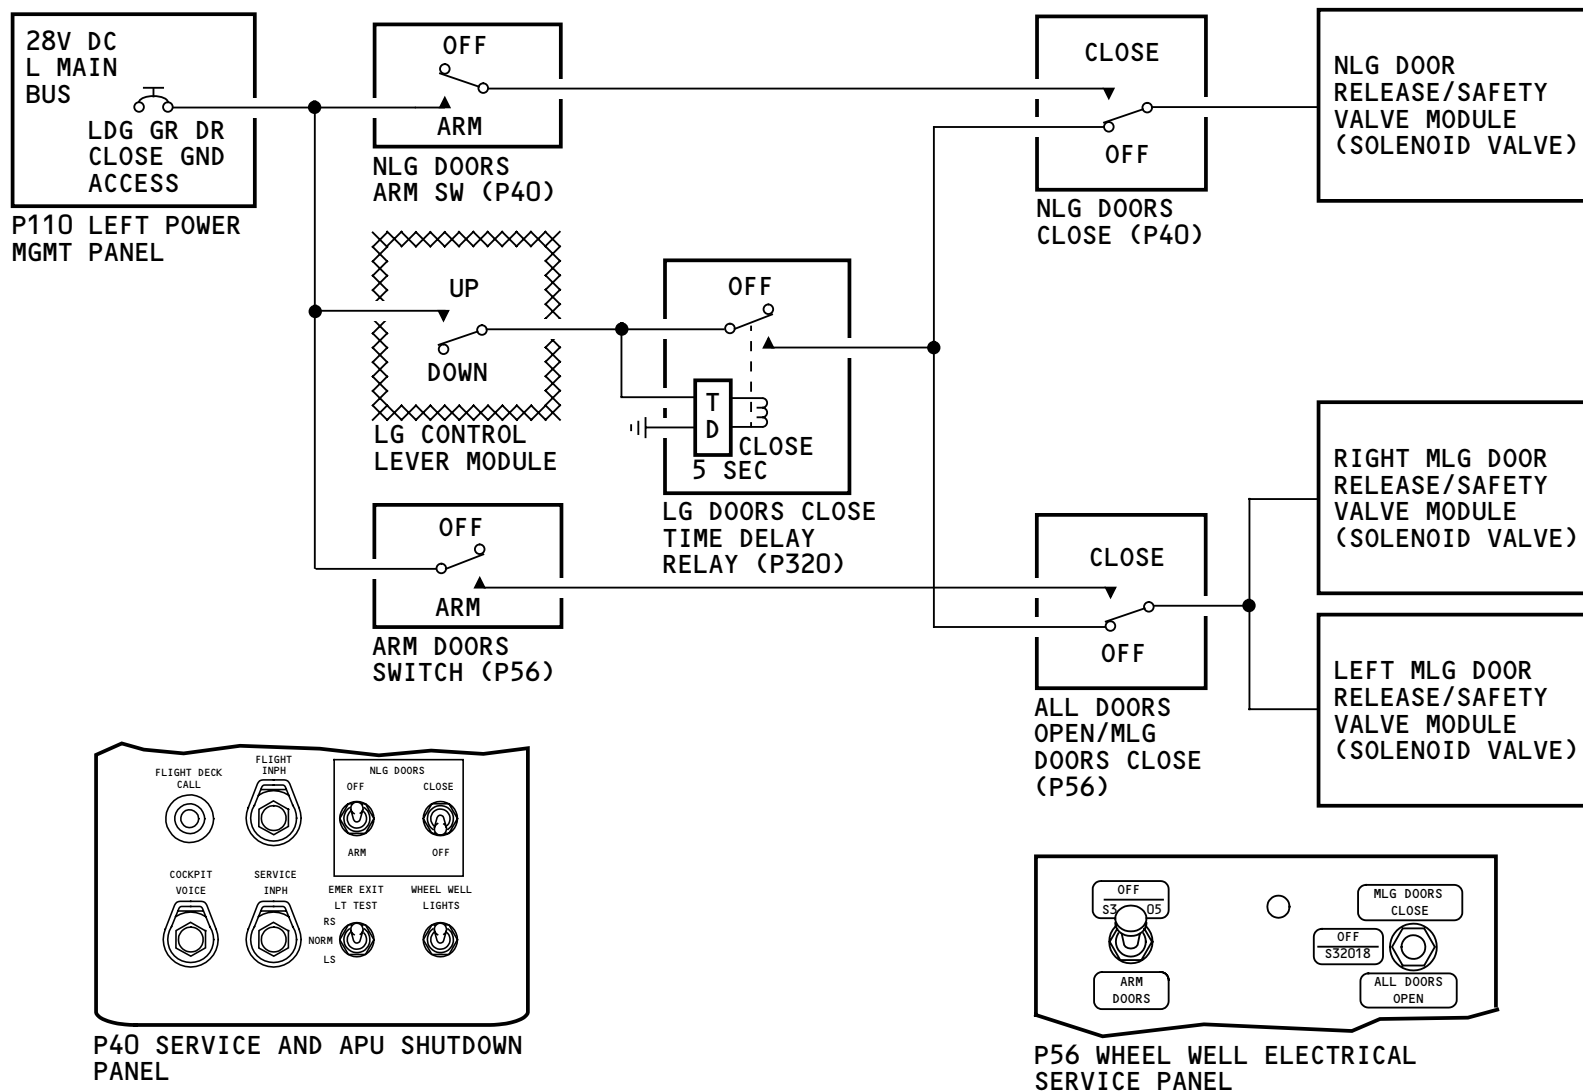 28V DC
L MAIN
BUS
LDG GR DR
CLOSE GND
ACCESS
P110 LEFT POWER
MGMT PANEL
OFF
ARM
NLG DOORS
ARM SW (P40)
UP
DOWN
LG CONTROL
LEVER MODULE
OFF
T
D
CLOSE
5 SEC
LG DOORS CLOSE
TIME DELAY
RELAY (P320)
OFF
ARM
ARM DOORS
SWITCH (P56)
CLOSE
OFF
NLG DOORS
CLOSE (P40)
NLG DOOR
RELEASE/SAFETY
VALVE MODULE
(SOLENOID VALVE)
CLOSE
OFF
ALL DOORS
OPEN/MLG
DOORS CLOSE
(P56)
RIGHT MLG DOOR
RELEASE/SAFETY
VALVE MODULE
(SOLENOID VALVE)
LEFT MLG DOOR
RELEASE/SAFETY
VALVE MODULE
(SOLENOID VALVE)
FLIGHT DECK
CALL
FLIGHT
INPH
NLG DOORS
OFF
CLOSE
ARM
OFF
COCKPIT
VOICE
SERVICE
INPH
EMER EXIT
LT TEST
RS
NORM
LS
WHEEL WELL
LIGHTS
P40 SERVICE AND APU SHUTDOWN
PANEL
OFF
S3 05
ARM
DOORS
MLG DOORS
CLOSE
OFF
S32018
ALL DOORS
OPEN
P56 WHEEL WELL ELECTRICAL
SERVICE PANEL